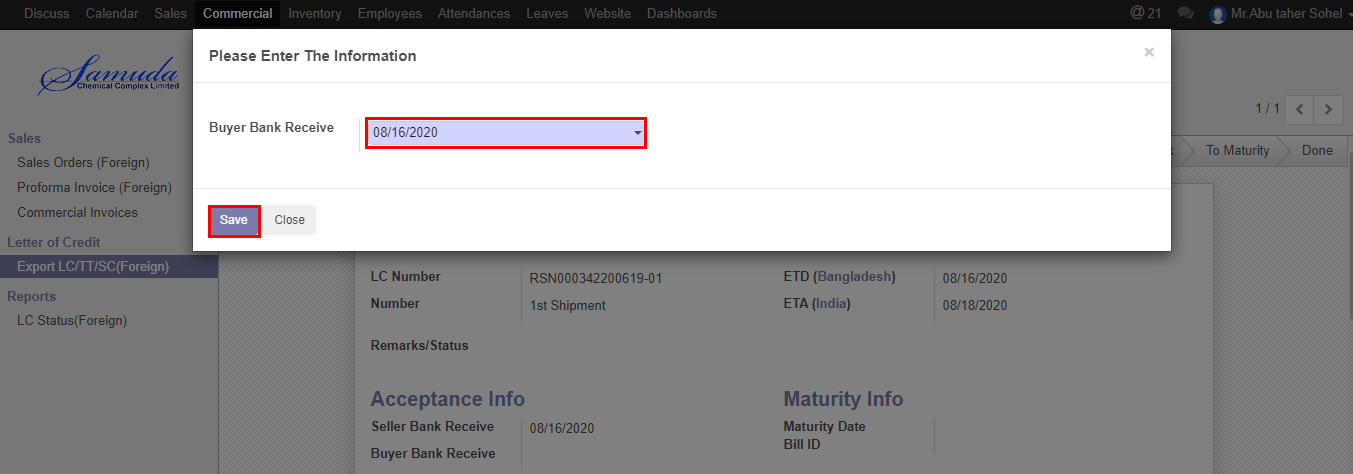 Discuss Calendar Sales Commercial Inventory Employees Attendances Leaves Website Dashboards @ 21 Mr.Abu taher Sohel
Samuda
Chemical Complex Limited
Please Enter The Information ×
1 / 1
Buyer Bank Receive 08/16/2020
Sales
To Maturity Done
Sales Orders (Foreign)
Proforma Invoice (Foreign)
Commercial Invoices
Save Close
Letter of Credit
Export LC/TT/SC(Foreign)
LC Number RSN000342200619-01 ETD (Bangladesh) 08/16/2020
Reports
Number 1st Shipment ETA (India) 08/18/2020
LC Status(Foreign)
Remarks/Status
Acceptance Info Maturity Info
Seller Bank Receive 08/16/2020 Maturity Date
Bill ID
Buyer Bank Receive